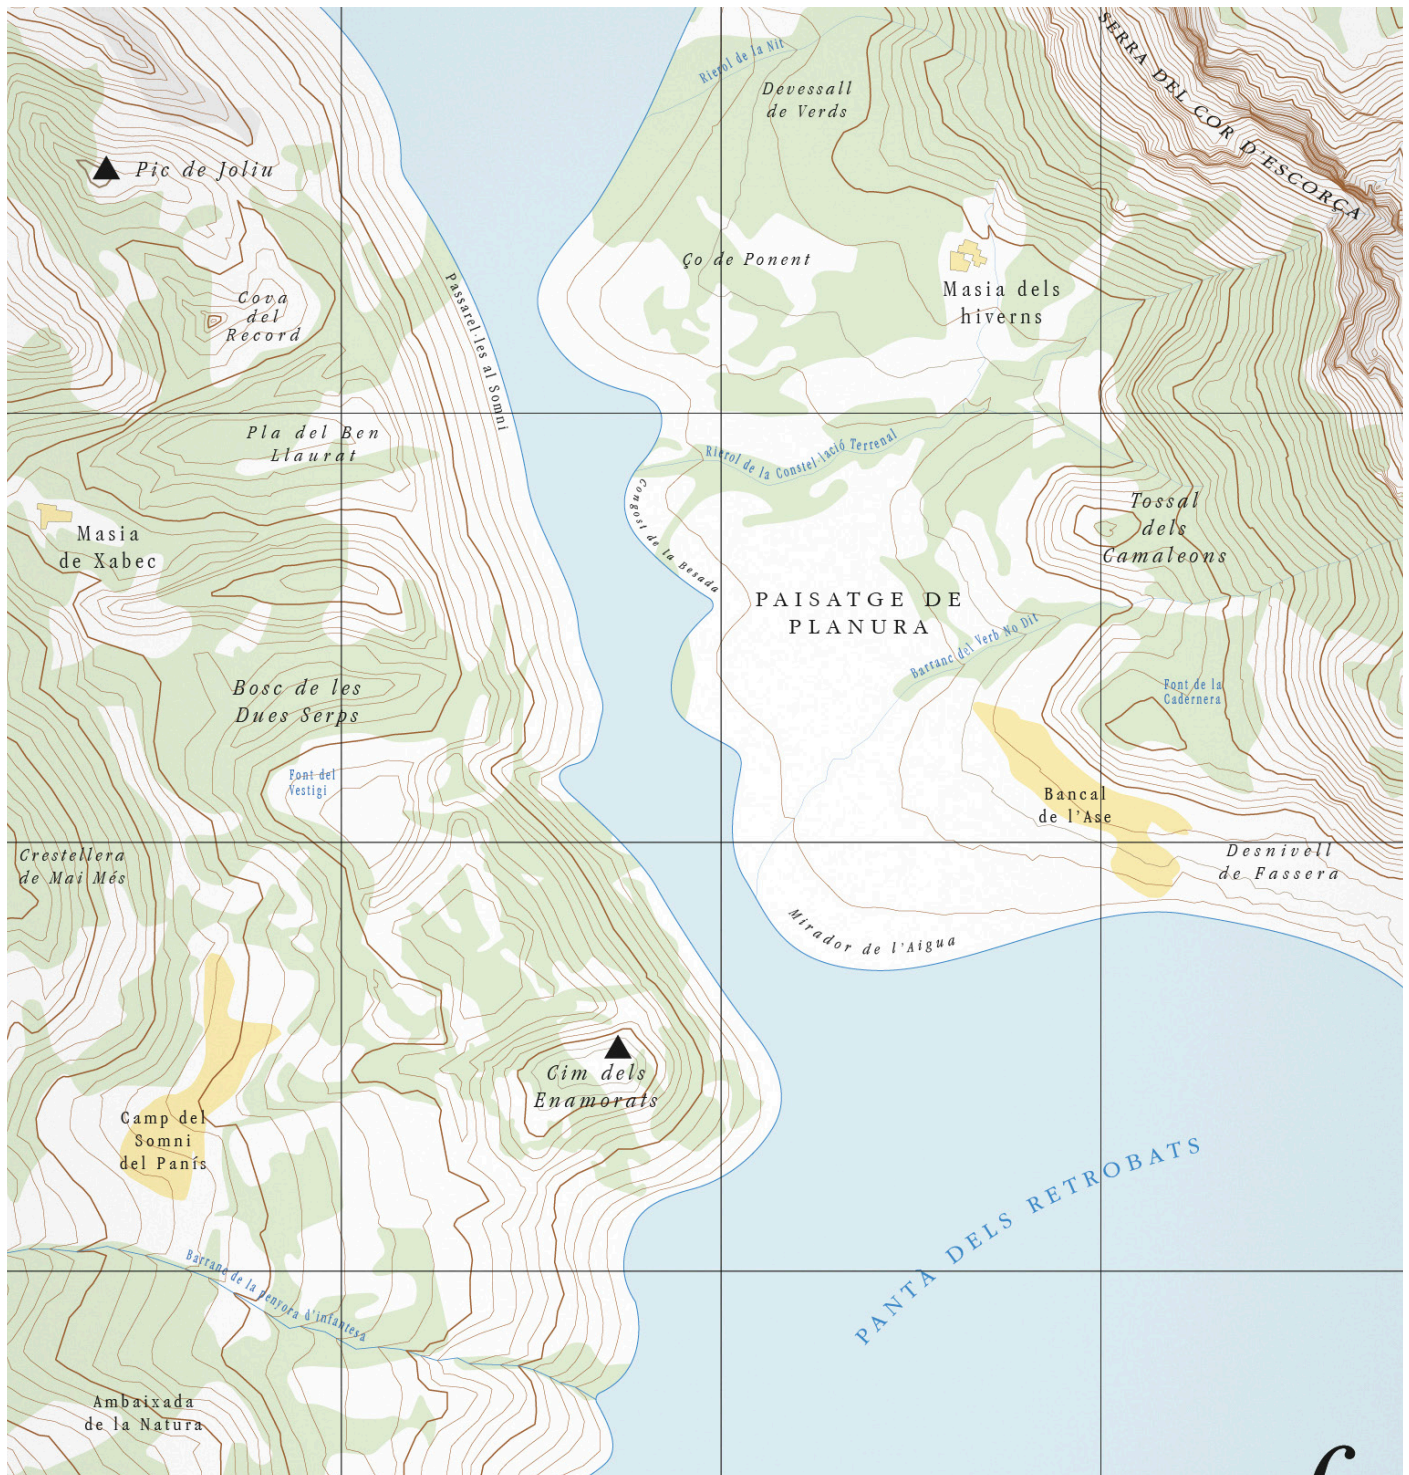 Rierol de la Nit
Devessall
de Verds
SERRA DEL COR D'ESCORÇA
Pic de Joliu
Ço de Ponent
Masia dels
hiverns
Cova
del
Record
Passarel·les al Somni
Pla del Ben
Llaurat
Rierol de la Constel·lació Terrenal
Congost de la Besada
Tossal
dels
Camaleons
Masia
de Xabec
PAISATGE DE
PLANURA
Barranc del Verb No Dit
Bosc de les
Dues Serps
Font de la
Cadernera
Font del
Vestigi
Bancal
de l'Ase
Crestellera
de Mai Més
Desnivell
de Fassera
Mirador de l'Aigua
Cim dels
Enamorats
Camp del
Somni
del Panís
PANTÀ DELS RETROBATS
Barranc de la penyora d'infantesa
Ambaixada
de la Natura